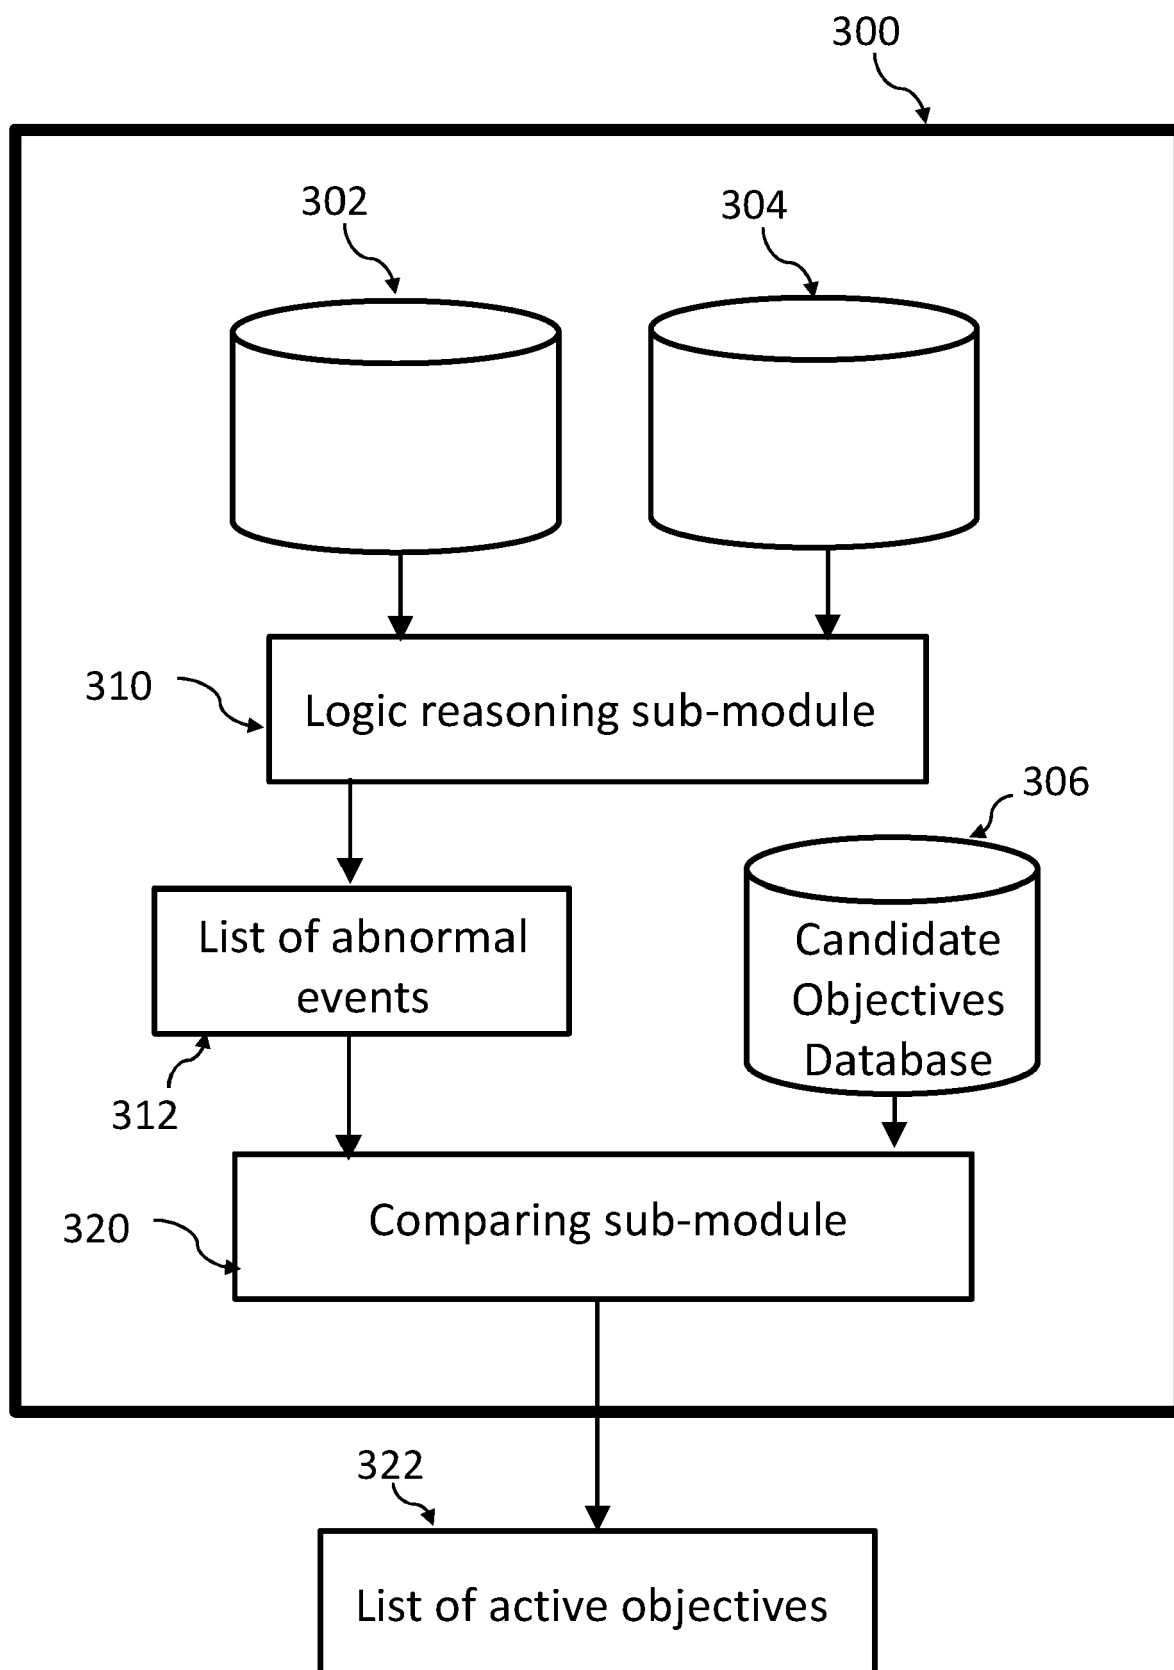 300
302
304
310
Logic reasoning sub-module
306
List of abnormal
events
Candidate
Objectives
Database
312
320
Comparing sub-module
322
List of active objectives